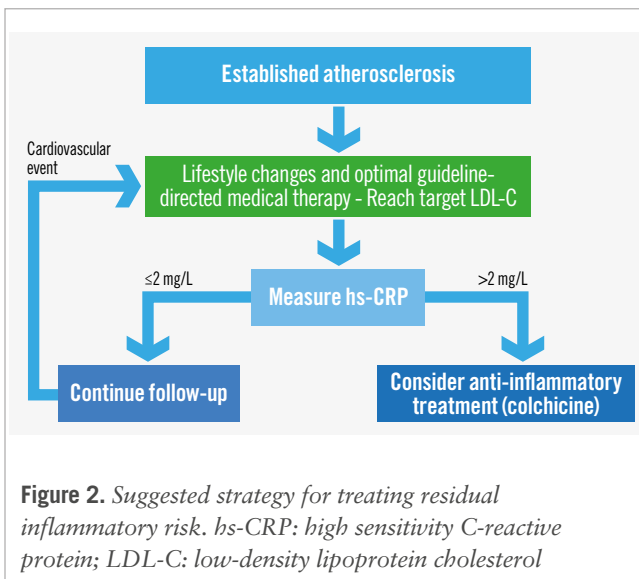 Established atherosclerosis
Cardiovascular
event
Lifestyle changes and optimal guideline-
directed medical therapy - Reach target LDL-C
≤2 mg/L
>2 mg/L
Measure hs-CRP
Continue follow-up
Consider anti-inflammatory
treatment (colchicine)
Figure 2. Suggested strategy for treating residual
inflammatory risk. hs-CRP: high sensitivity C-reactive
protein; LDL-C: low-density lipoprotein cholesterol